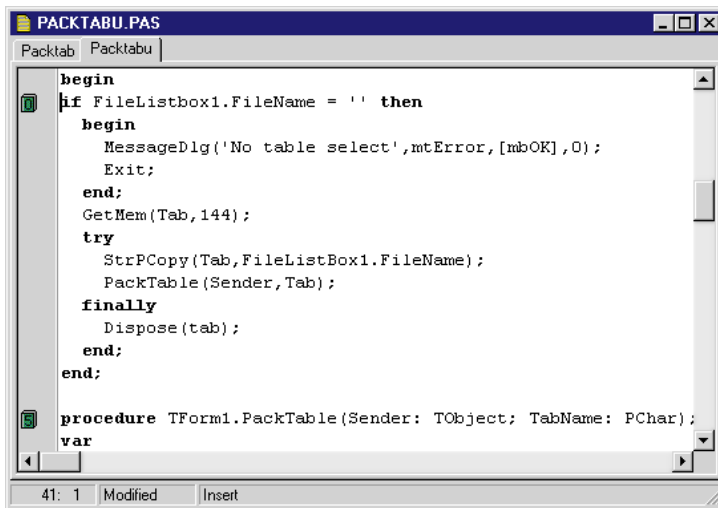 PACKTABU.PAS
Packtab Packtabu
begin
0 if FileListbox1.FileName = '' then
begin
MessageDlg('No table select',mtError,[mbOK],0);
Exit;
end;
GetMem(Tab,144);
try
StrPCopy(Tab,FileListBox1.FileName);
PackTable(Sender,Tab);
finally
Dispose(tab);
end;
end;
5 procedure TForm1.PackTable(Sender: TObject; TabName: PChar);
var
41: 1 Modified Insert